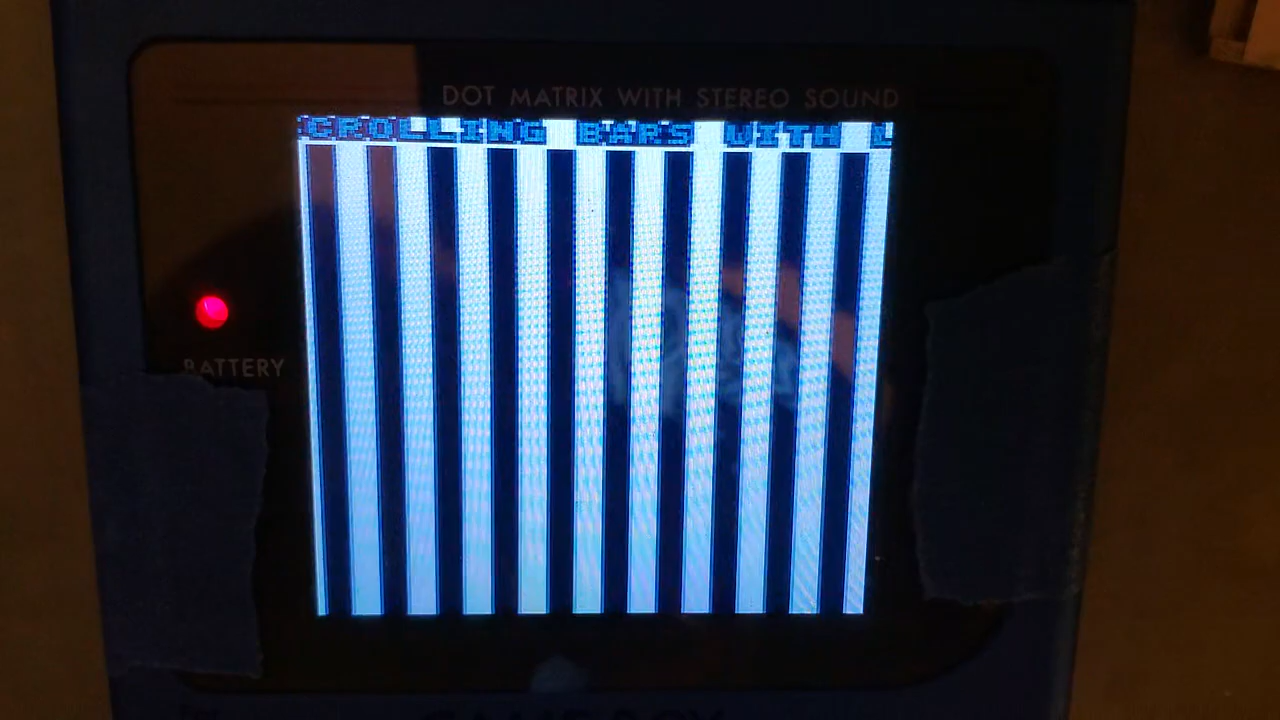 DOT MATRIX WITH STEREO SOUND
CROLLING BARS WITH L
BATTERY